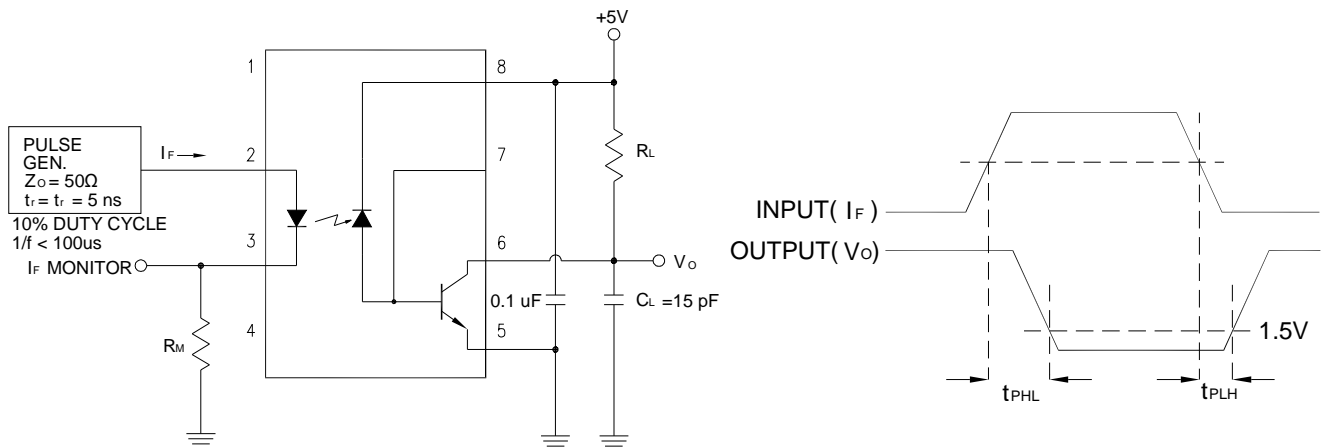 +5V
1
8
PULSE
GEN.
ZO = 50Ω
tr = tr = 5 ns
IF
2
7
RL
10% DUTY CYCLE
1/f < 100us
3
6
IF MONITOR
VO
0.1 uF
CL =15 pF
4
5
RM
INPUT( IF )
OUTPUT( VO)
1.5V
tPHL
tPLH